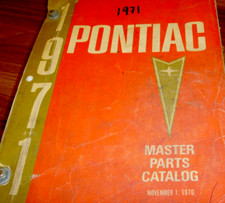 1971
1971
PONTIAC
MASTER
PARTS
CATALOG
NOVEMBER 1, 1970